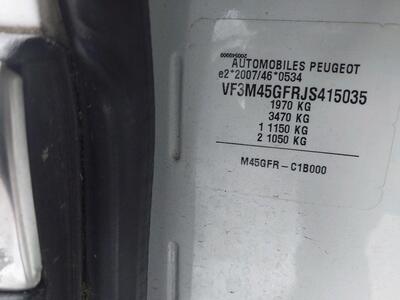 AUTOMOBILES PEUGEOT
e2*2007/46*0534
VF3M45GFRJS415035
1970 KG
3470 KG
1 1150 KG
2 1050 KG
M45GFR-C1B000